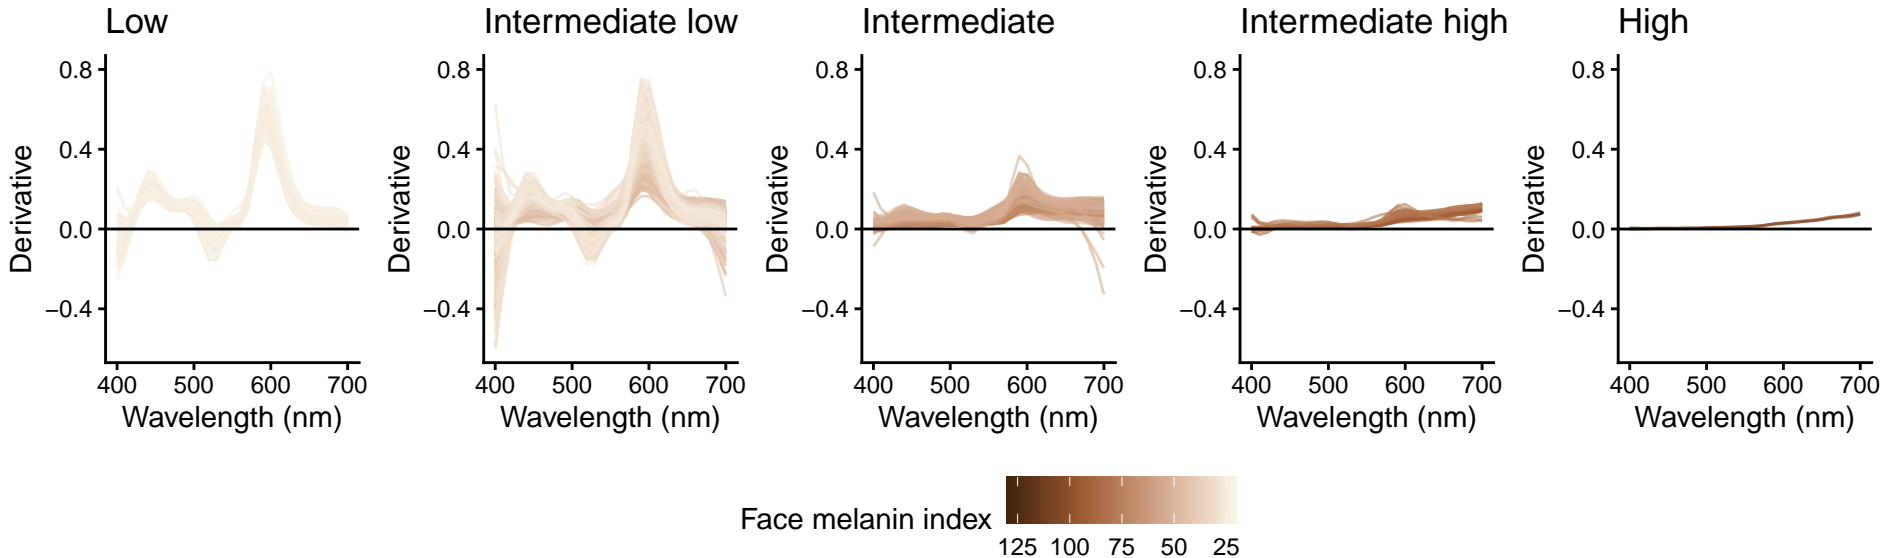 Low
0.8
0.4
0.0
−0.4
Derivative
400 500 600 700
Wavelength (nm)
Intermediate low
0.8
0.4
0.0
−0.4
Derivative
400 500 600 700
Wavelength (nm)
Intermediate
0.8
0.4
0.0
−0.4
Derivative
400 500 600 700
Wavelength (nm)
Intermediate high
0.8
0.4
0.0
−0.4
Derivative
400 500 600 700
Wavelength (nm)
High
0.8
0.4
0.0
−0.4
Derivative
400 500 600 700
Wavelength (nm)
Face melanin index
125 100 75 50 25